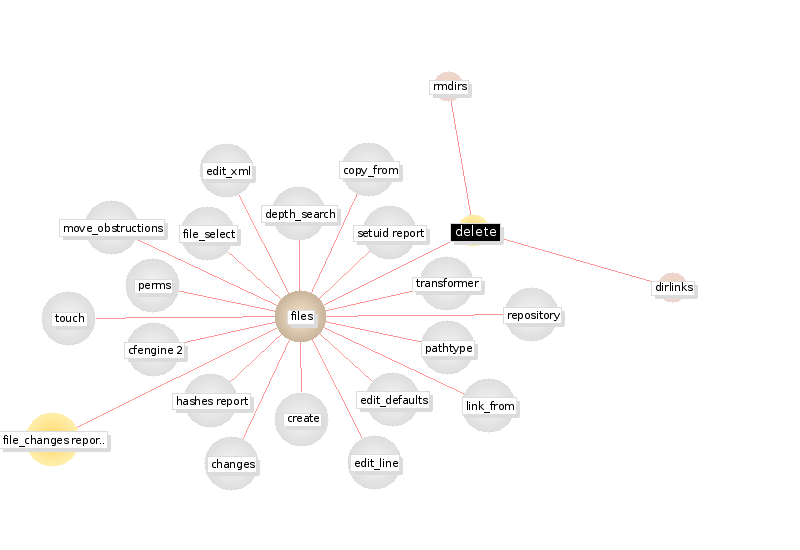 rmdirs
edit_xml
copy_from
depth_search
move_obstructions
file_select
setuid report
delete
perms
transformer
dirlinks
touch
files
repository
cfengine 2
pathtype
hashes report
edit_defaults
link_from
create
file_changes repor..
changes
edit_line